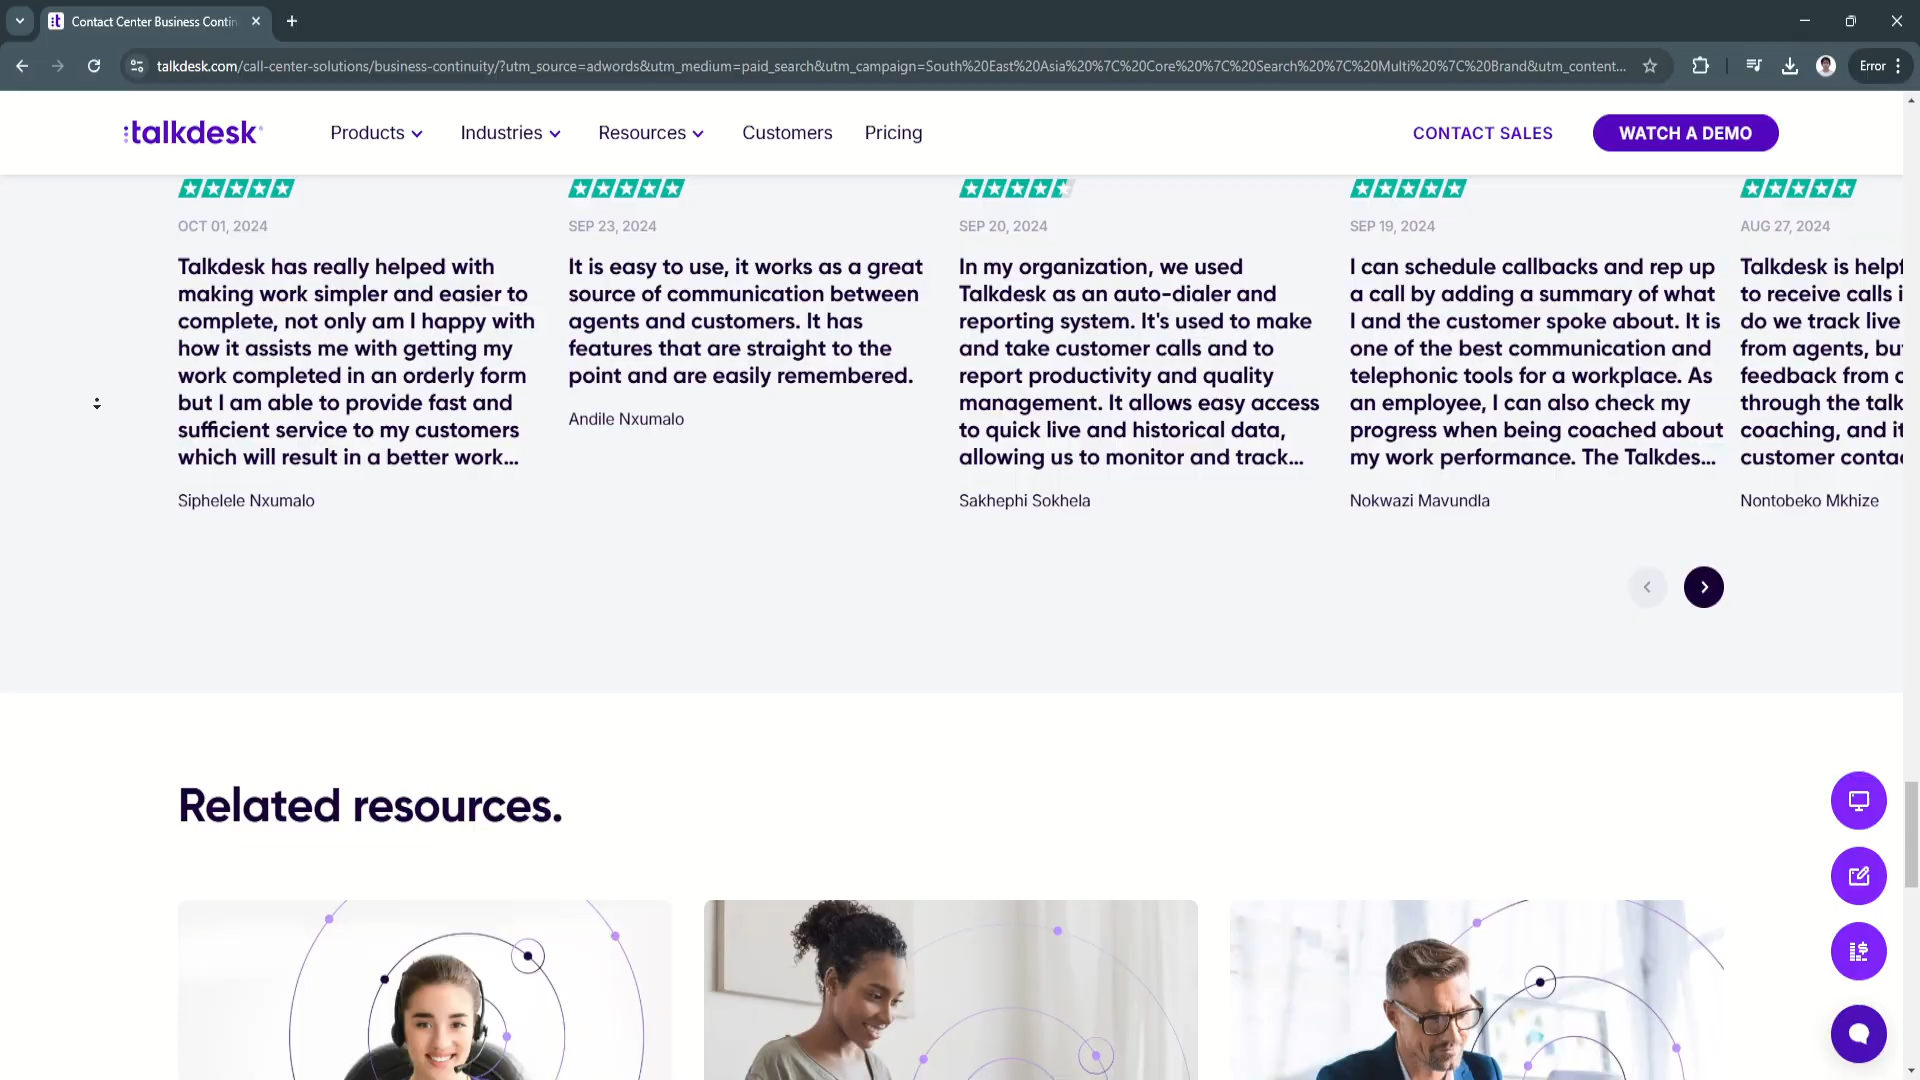 Contact Center Business Contin
talkdesk.com/call-center-solutions/business-continuity/?utm_source=adwords&utm_medium=paid_search&utm_campaign=South%20East%20Asia%20%7C%20Core%20%7C%20Search%20%7C%20Multi%20%7C%20Brand&utm_content...
Error
:talkdesk
Products
Industries
Resources
Customers
Pricing
CONTACT SALES
WATCH A DEMO
OCT 01, 2024
Talkdesk has really helped with
making work simpler and easier to
complete, not only am I happy with
how it assists me with getting my
work completed in an orderly form
but I am able to provide fast and
sufficient service to my customers
which will result in a better work...
Siphelele Nxumalo
SEP 23, 2024
It is easy to use, it works as a great
source of communication between
agents and customers. It has
features that are straight to the
point and are easily remembered.
Andile Nxumalo
SEP 20, 2024
In my organization, we used
Talkdesk as an auto-dialer and
reporting system. It's used to make
and take customer calls and to
report productivity and quality
management. It allows easy access
to quick live and historical data,
allowing us to monitor and track...
Sakhephi Sokhela
SEP 19, 2024
I can schedule callbacks and rep up
a call by adding a summary of what
I and the customer spoke about. It is
one of the best communication and
telephonic tools for a workplace. As
an employee, I can also check my
progress when being coached about
my work performance. The Talkdes...
Nokwazi Mavundla
AUG 27, 2024
Talkdesk is helpf
to receive calls i
do we track live
from agents, bu
feedback from c
through the talk
coaching, and it
customer conta
Nontobeko Mkhize
Related resources.